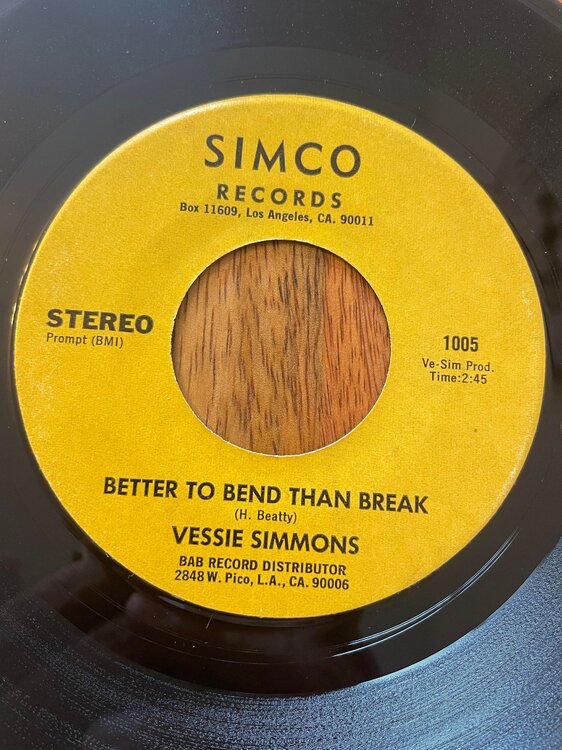 SIMCO
RECORDS
Box 11609, Los Angeles, CA. 90011
STEREO
Prompt (BMI)
1005
Ve-Sim Prod.
Time:2:45
BETTER TO BEND THAN BREAK
(H. Beatty)
VESSIE SIMMONS
BAB RECORD DISTRIBUTOR
2848 W. Pico, L.A., CA. 90006